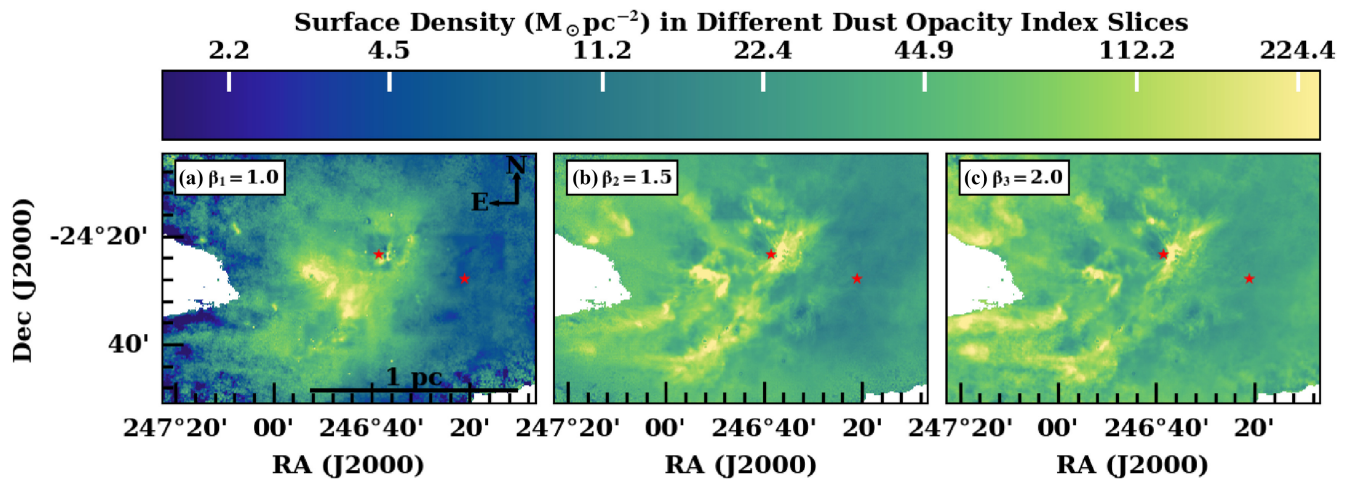 Surface Density (M⊙pc⁻²) in Different Dust Opacity Index Slices
2.2 4.5 11.2 22.4 44.9 112.2 224.4
(a) β₁ = 1.0 N (b) β₂ = 1.5 (c) β₃ = 2.0
E
-24°20'
40'
Dec (J2000)
1 pc
247°20' 00' 246°40' 20' 247°20' 00' 246°40' 20' 247°20' 00' 246°40' 20'
RA (J2000) RA (J2000) RA (J2000)